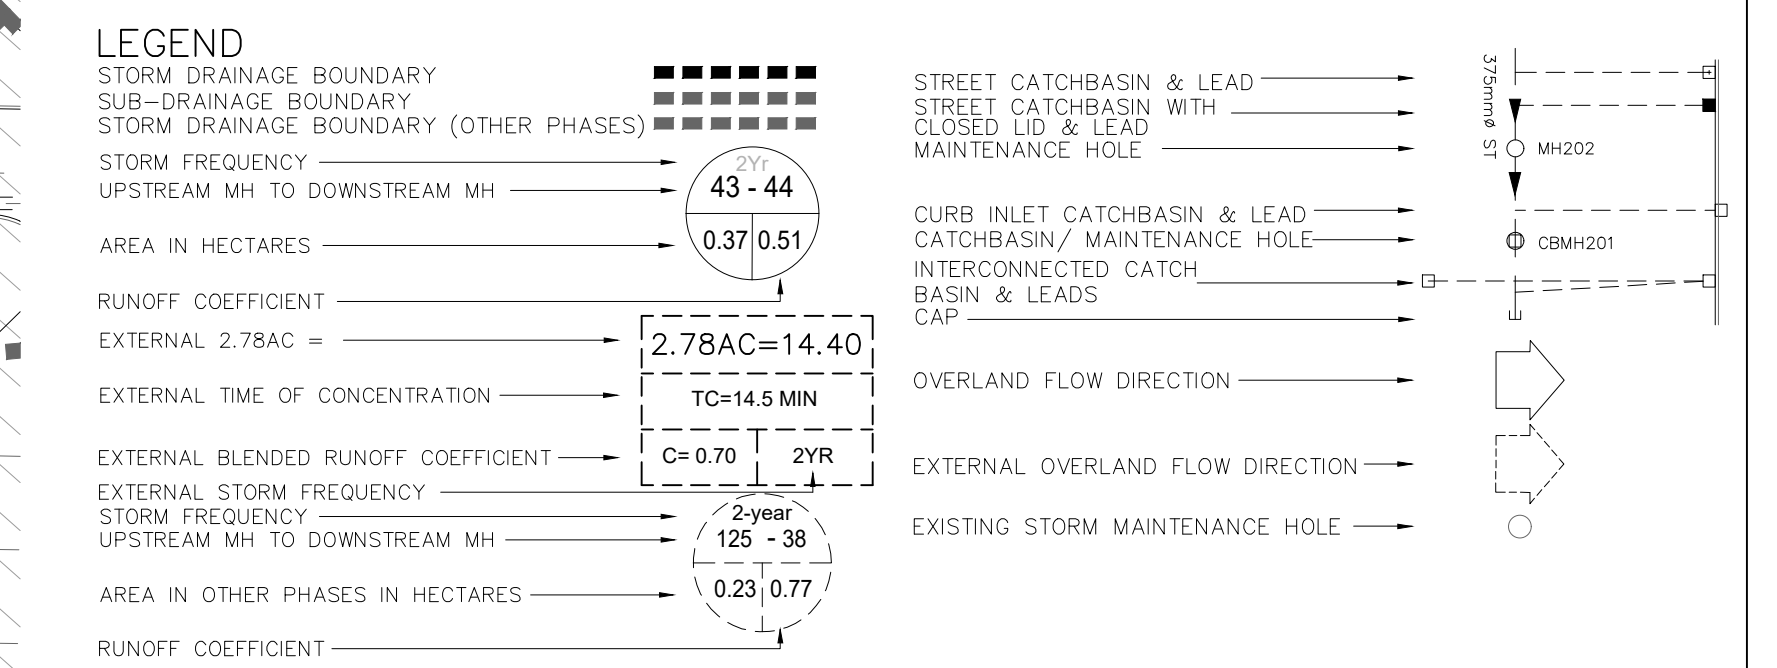 LEGEND
STORM DRAINAGE BOUNDARY
SUB-DRAINAGE BOUNDARY
STORM DRAINAGE BOUNDARY (OTHER PHASES)
STORM FREQUENCY
2Yr
UPSTREAM MH TO DOWNSTREAM MH
43 - 44
AREA IN HECTARES
0.37 0.51
RUNOFF COEFFICIENT
EXTERNAL 2.78AC =
2.78AC=14.40
EXTERNAL TIME OF CONCENTRATION
TC=14.5 MIN
EXTERNAL BLENDED RUNOFF COEFFICIENT
C= 0.70 2YR
EXTERNAL STORM FREQUENCY
STORM FREQUENCY
2-year
UPSTREAM MH TO DOWNSTREAM MH
125 - 38
AREA IN OTHER PHASES IN HECTARES
0.23 0.77
RUNOFF COEFFICIENT
STREET CATCHBASIN & LEAD
STREET CATCHBASIN WITH
CLOSED LID & LEAD
MAINTENANCE HOLE
375mmø ST
MH202
CURB INLET CATCHBASIN & LEAD
CATCHBASIN/ MAINTENANCE HOLE
CBMH201
INTERCONNECTED CATCH
BASIN & LEADS
CAP
OVERLAND FLOW DIRECTION
EXTERNAL OVERLAND FLOW DIRECTION
EXISTING STORM MAINTENANCE HOLE